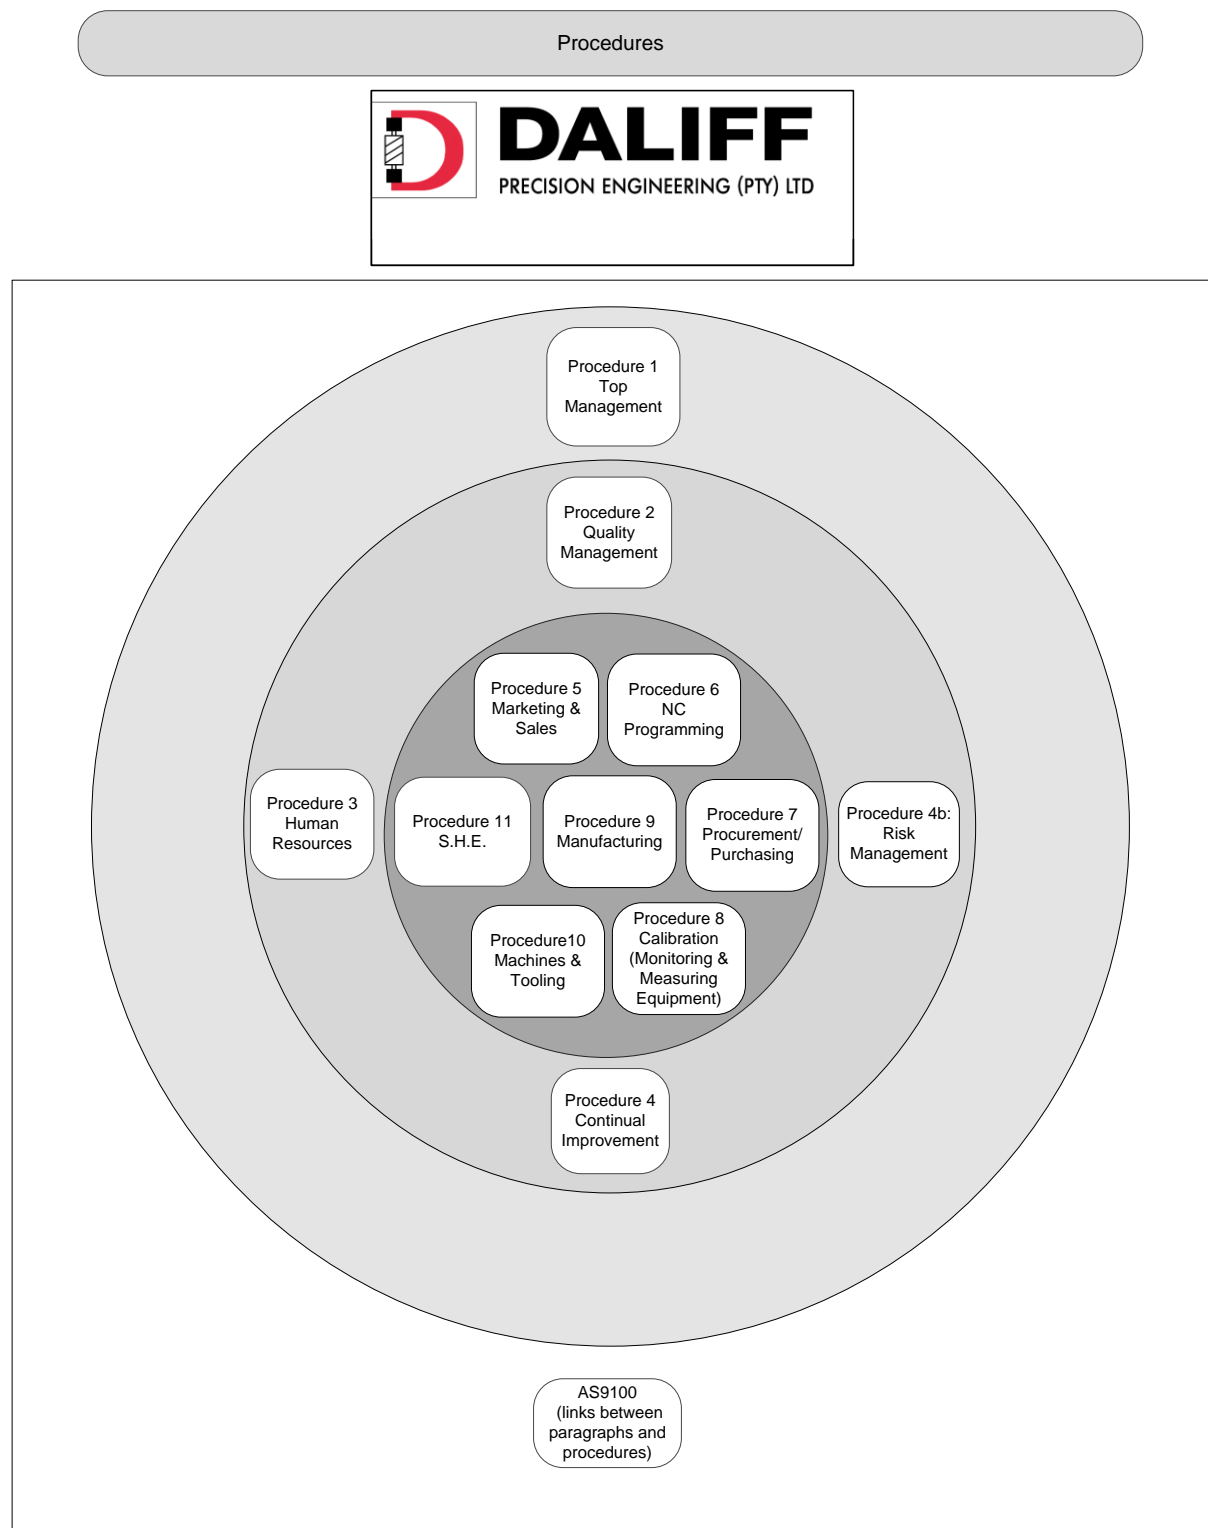 Procedures
DALIFF
PRECISION ENGINEERING (PTY) LTD
Procedure 1
Top
Management
Procedure 2
Quality
Management
Procedure 5
Marketing &
Sales
Procedure 6
NC
Programming
Procedure 3
Human
Resources
Procedure 11
S.H.E.
Procedure 9
Manufacturing
Procedure 7
Procurement/
Purchasing
Procedure 4b:
Risk
Management
Procedure10
Machines &
Tooling
Procedure 8
Calibration
(Monitoring &
Measuring
Equipment)
Procedure 4
Continual
Improvement
AS9100
(links between
paragraphs and
procedures)